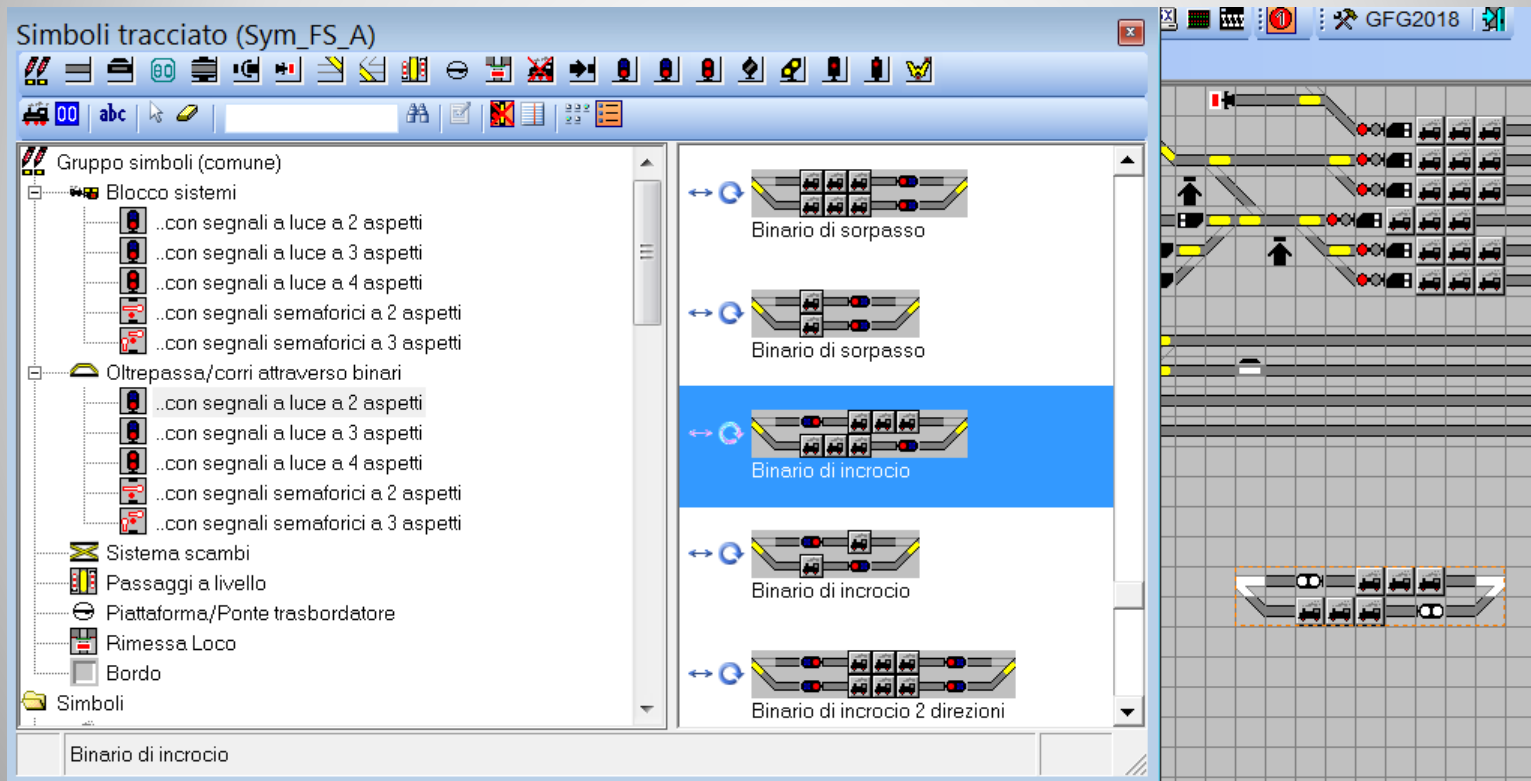 Simboli tracciato (Sym_FS_A)
GFG2018
abc
Gruppo simboli (comune)
Blocco sistemi
..con segnali a luce a 2 aspetti
..con segnali a luce a 3 aspetti
..con segnali a luce a 4 aspetti
..con segnali semaforici a 2 aspetti
..con segnali semaforici a 3 aspetti
Oltrepassa/corri attraverso binari
..con segnali a luce a 2 aspetti
..con segnali a luce a 3 aspetti
..con segnali a luce a 4 aspetti
..con segnali semaforici a 2 aspetti
..con segnali semaforici a 3 aspetti
Sistema scambi
Passaggi a livello
Piattaforma/Ponte trasbordatore
Rimessa Loco
Bordo
Simboli
Binario di sorpasso
Binario di sorpasso
Binario di incrocio
Binario di incrocio
Binario di incrocio 2 direzioni
Binario di incrocio